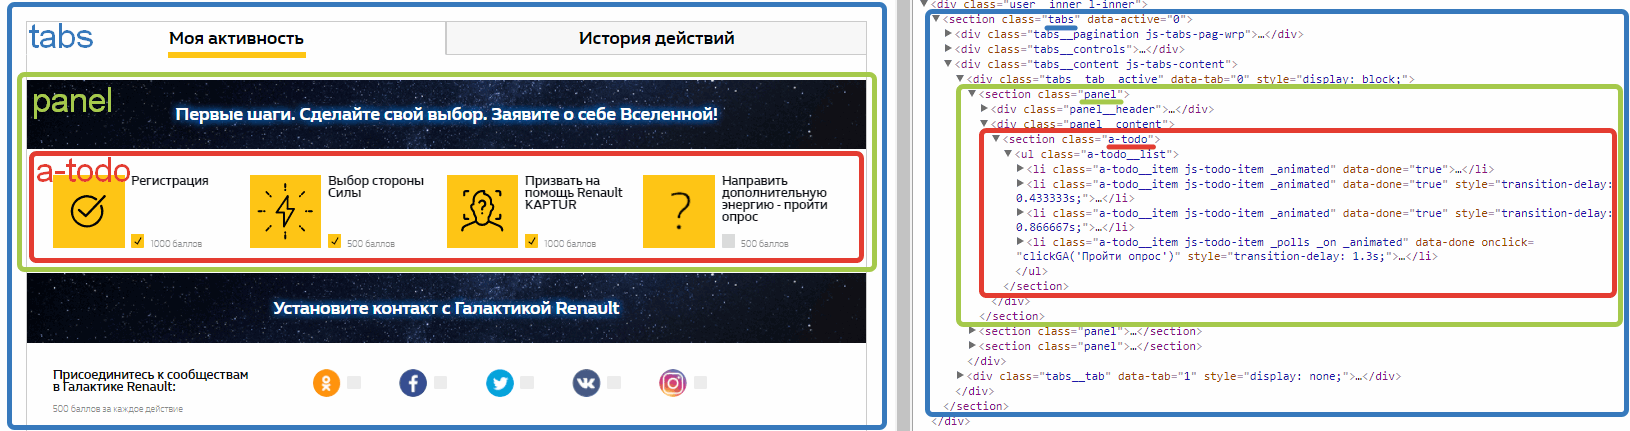 tabs
Моя активность
История действий
panel
Первые шаги. Сделайте свой выбор. Заявите о себе Вселенной!
a-todo
Регистрация
1000 баллов
Выбор стороны
Силы
500 баллов
Призвать на
помощь Renault
KAPTUR
1000 баллов
Направить
дополнительную
энергию - пройти
опрос
500 баллов
Установите контакт с Галактикой Renault
Присоединитесь к сообществам
в Галактике Renault:
500 баллов за каждое действие
<div class="user__inner l-inner">
<section class="tabs" data-active="0">
<div class="tabs__pagination js-tabs-pag-wrp">…</div>
<div class="tabs__controls">…</div>
<div class="tabs__content js-tabs-content">
<div class="tabs__tab _active" data-tab="0" style="display: block;">
<section class="panel">
<div class="panel__header">…</div>
<div class="panel__content">
<section class="a-todo">
<ul class="a-todo__list">
<li class="a-todo__item js-todo-item _animated" data-done="true">…</li>
<li class="a-todo__item js-todo-item _animated" data-done="true" style="transition-delay:
0.433333s;">…</li>
<li class="a-todo__item js-todo-item _animated" data-done="true" style="transition-delay:
0.866667s;">…</li>
<li class="a-todo__item js-todo-item _polls _on _animated" data-done onclick=
"clickGA('Пройти опрос')" style="transition-delay: 1.3s;">…</li>
</ul>
</section>
</div>
</section>
<section class="panel">…</section>
<section class="panel">…</section>
</div>
<div class="tabs__tab" data-tab="1" style="display: none;">…</div>
</div>
</section>
</div>